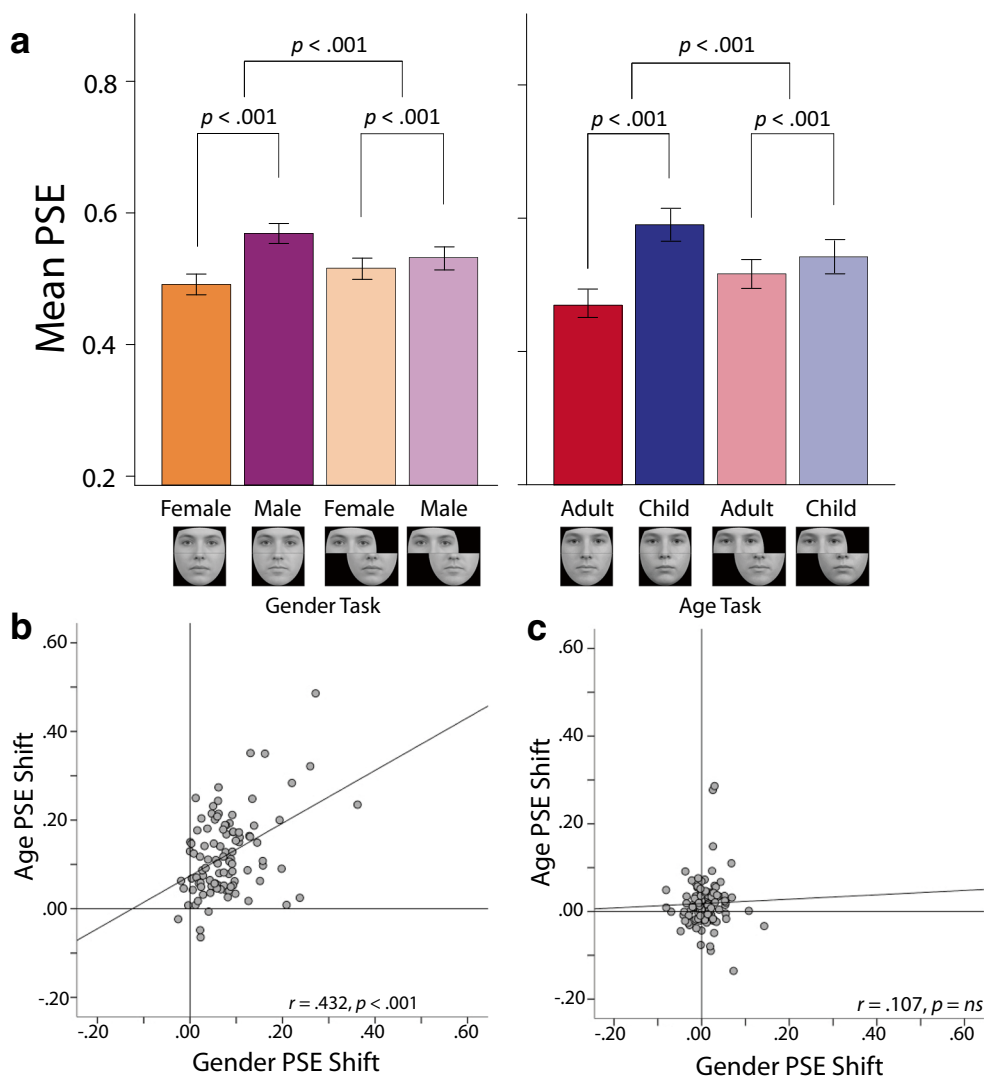 a
p < .001
p < .001
p < .001
p < .001
p < .001
p < .001
Mean PSE
0.8
0.6
0.4
0.2
Female Male Female Male
Adult Child Adult Child
Gender Task
Age Task
b
.60
.40
.20
.00
-.20
Age PSE Shift
r = .432, p < .001
-.20 .00 .20 .40 .60
Gender PSE Shift
c
.60
.40
.20
.00
-.20
Age PSE Shift
r = .107, p = ns
-.20 .00 .20 .40 .60
Gender PSE Shift